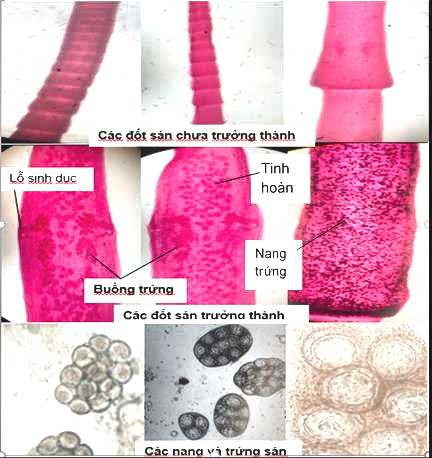 Các đốt sán chưa trưởng thành
Lỗ sinh dục
Tinh
hoàn
Nang
trứng
Buồng trứng
Các đốt sán trưởng thành
Các nang và trứng sán